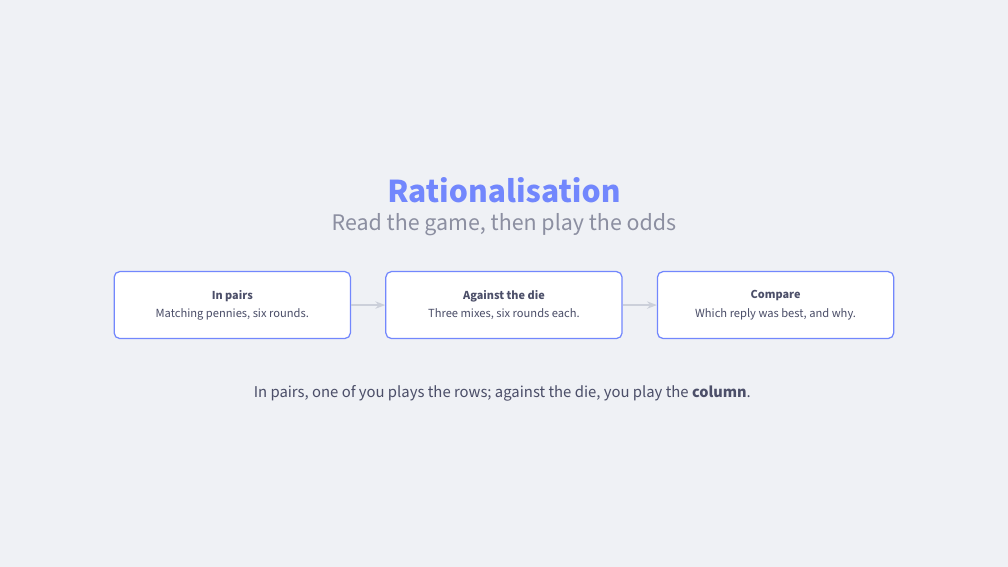 Rationalisation
Read the game, then play the odds
In pairs
Matching pennies, six rounds.
Against the die
Three mixes, six rounds each.
Compare
Which reply was best, and why.
In pairs, one of you plays the rows; against the die, you play the column.